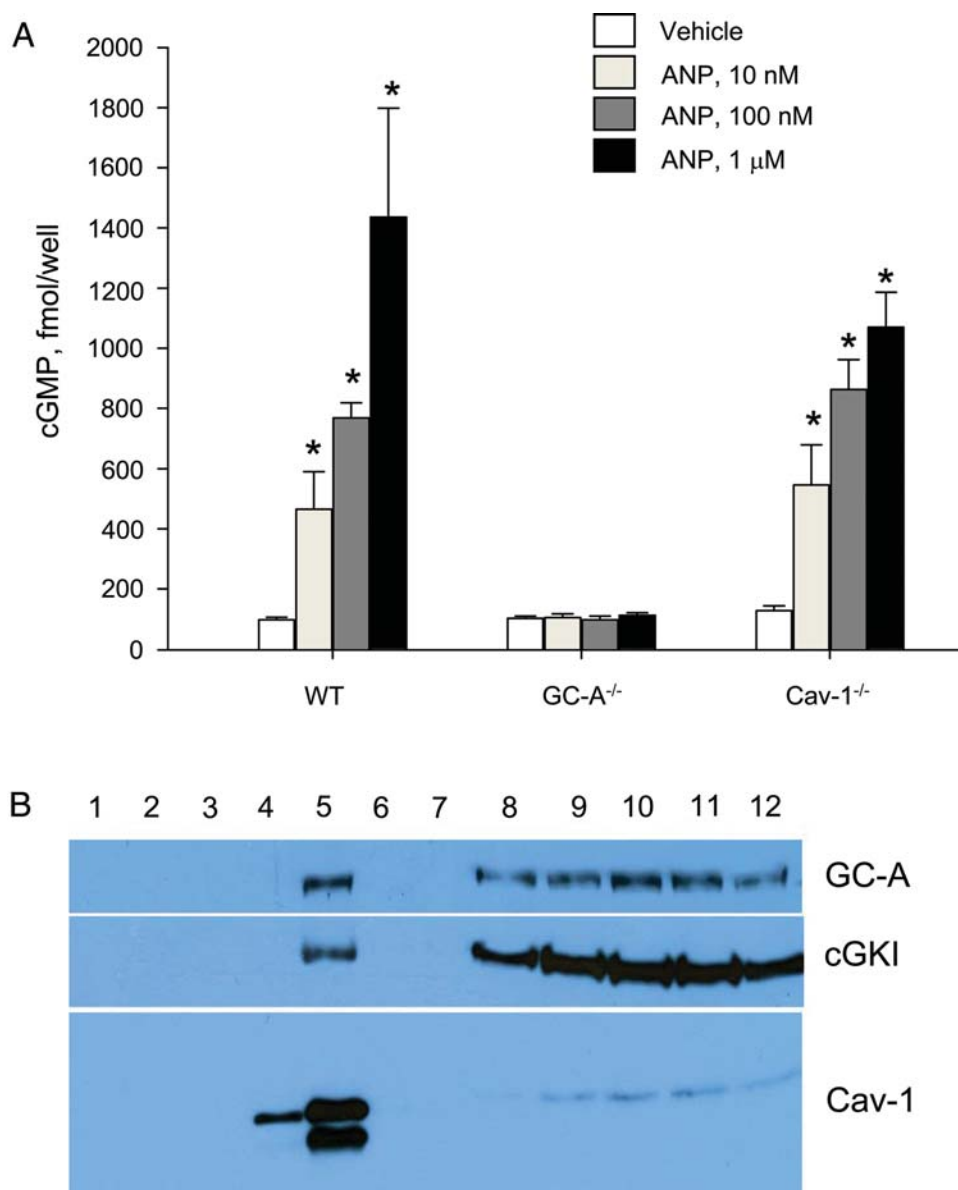 A
Vehicle
ANP, 10 nM
ANP, 100 nM
ANP, 1 μM
cGMP, fmol/well
2000
1800
1600
1400
1200
1000
800
600
400
200
0
* * *
* * *
WT GC-A-/- Cav-1-/-
B 1 2 3 4 5 6 7 8 9 10 11 12
GC-A
cGKI
Cav-1